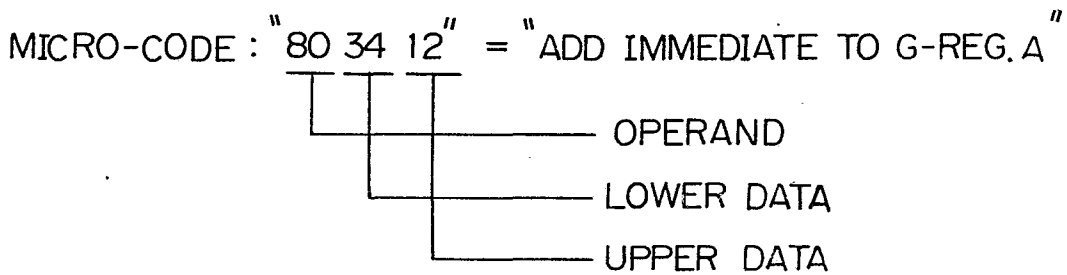 MICRO-CODE : "80 34 12" = "ADD IMMEDIATE TO G-REG. A"
OPERAND
LOWER DATA
UPPER DATA